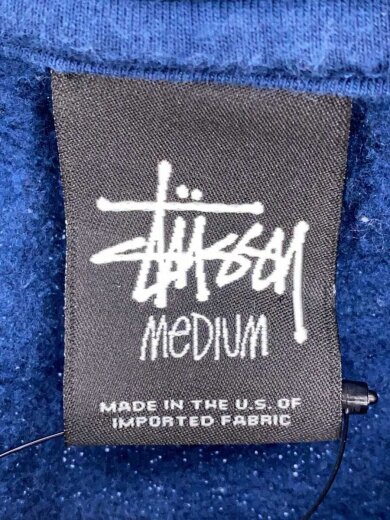 stüssy
MeDIUM
MADE IN THE U.S. OF
IMPORTED FABRIC